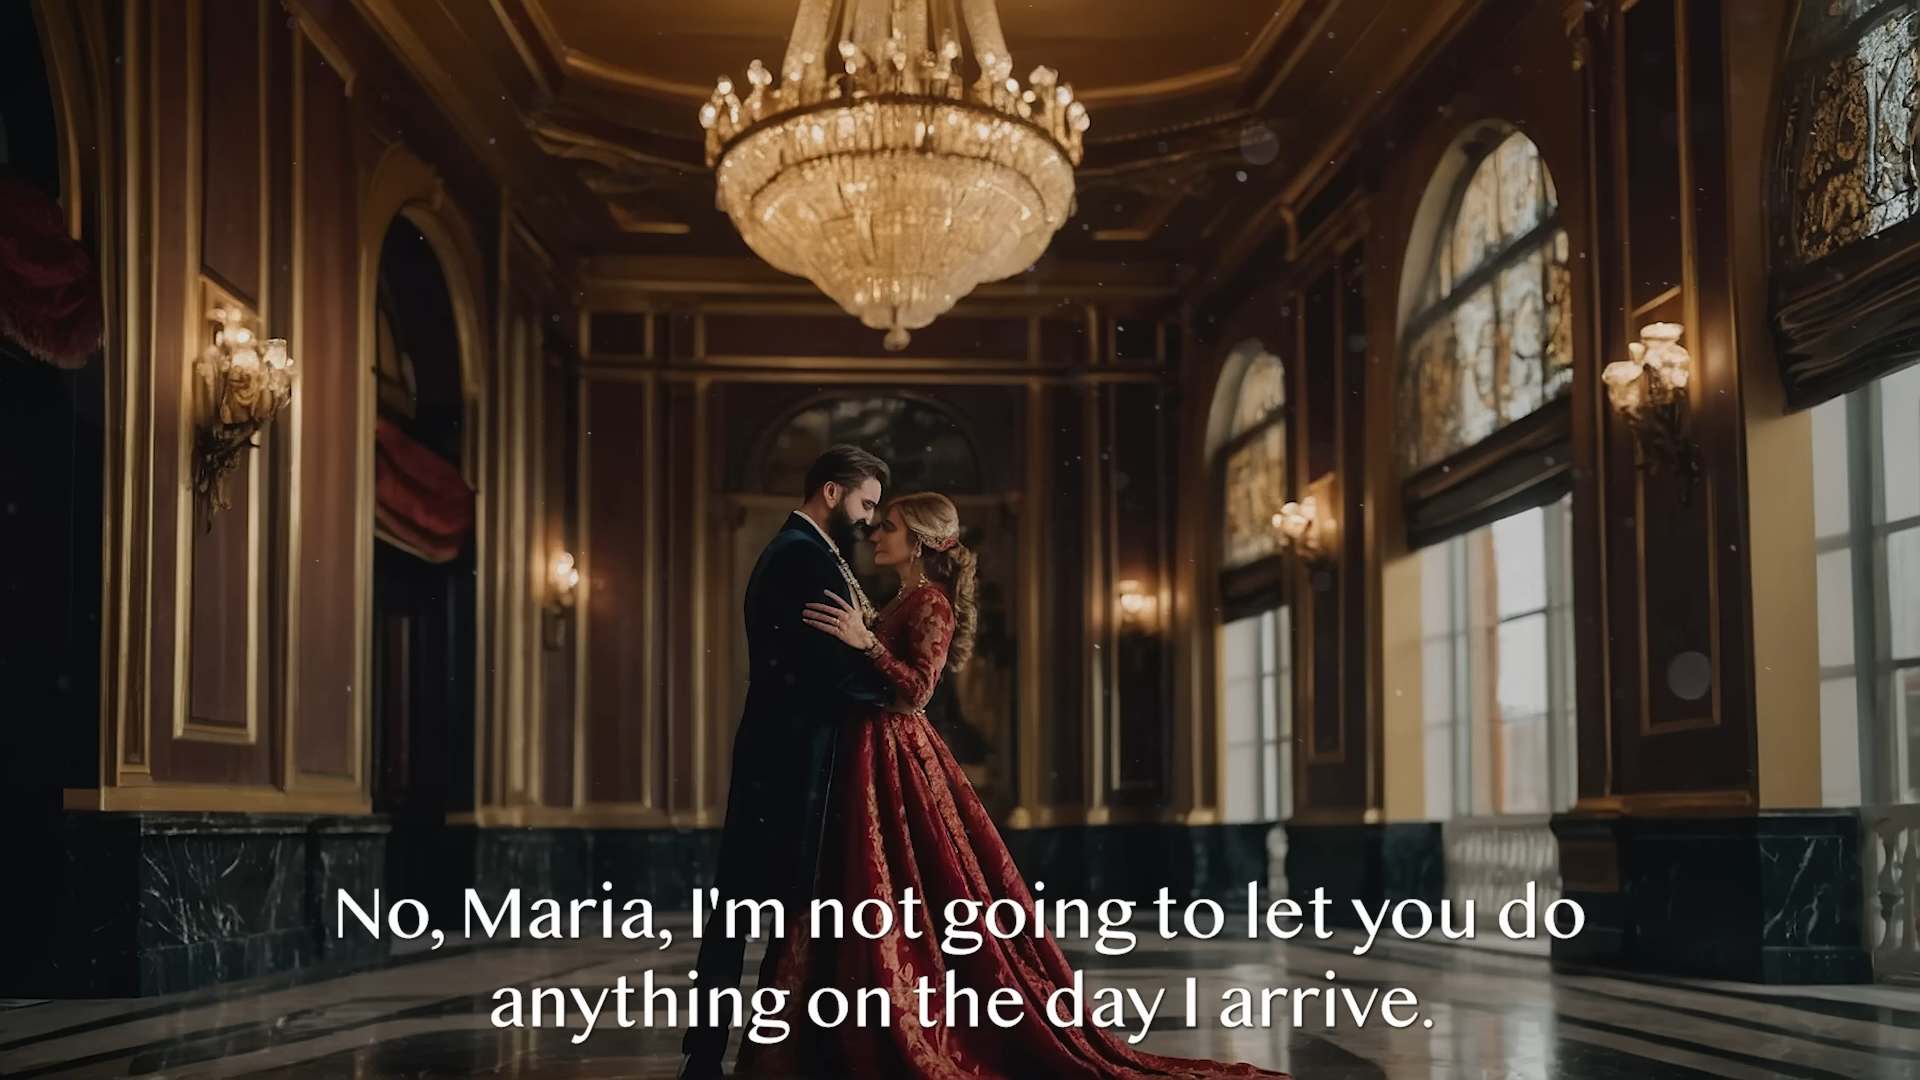 No, Maria, I'm not going to let you do
anything on the day I arrive.